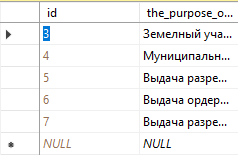 id the_purpose_o...
3 Земельный уча...
4 Муниципальн...
5 Выдача разре...
6 Выдача ордер...
7 Выдача разре...
NULL NULL